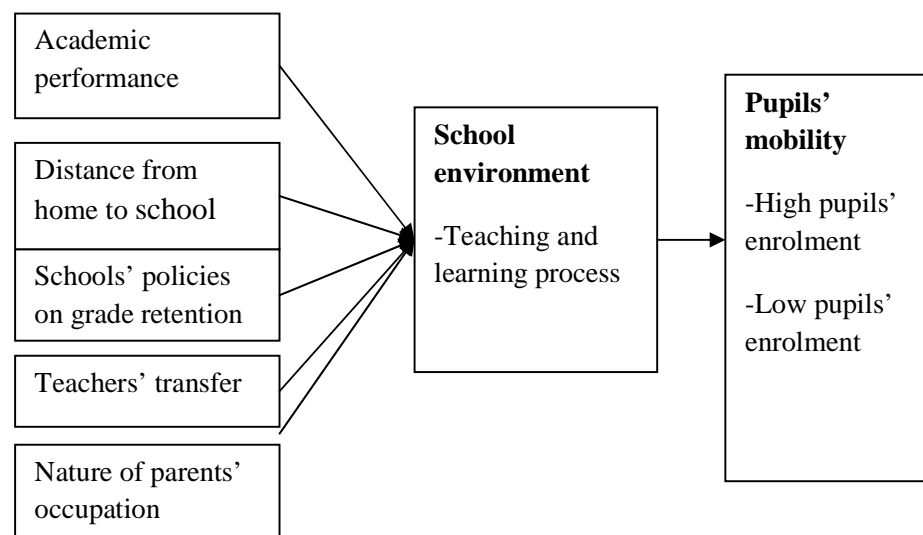 Academic
performance
Distance from
home to school
Schools’ policies
on grade retention
Teachers’ transfer
Nature of parents’
occupation
School
environment
-Teaching and
learning process
Pupils’
mobility
-High pupils’
enrolment
-Low pupils’
enrolment